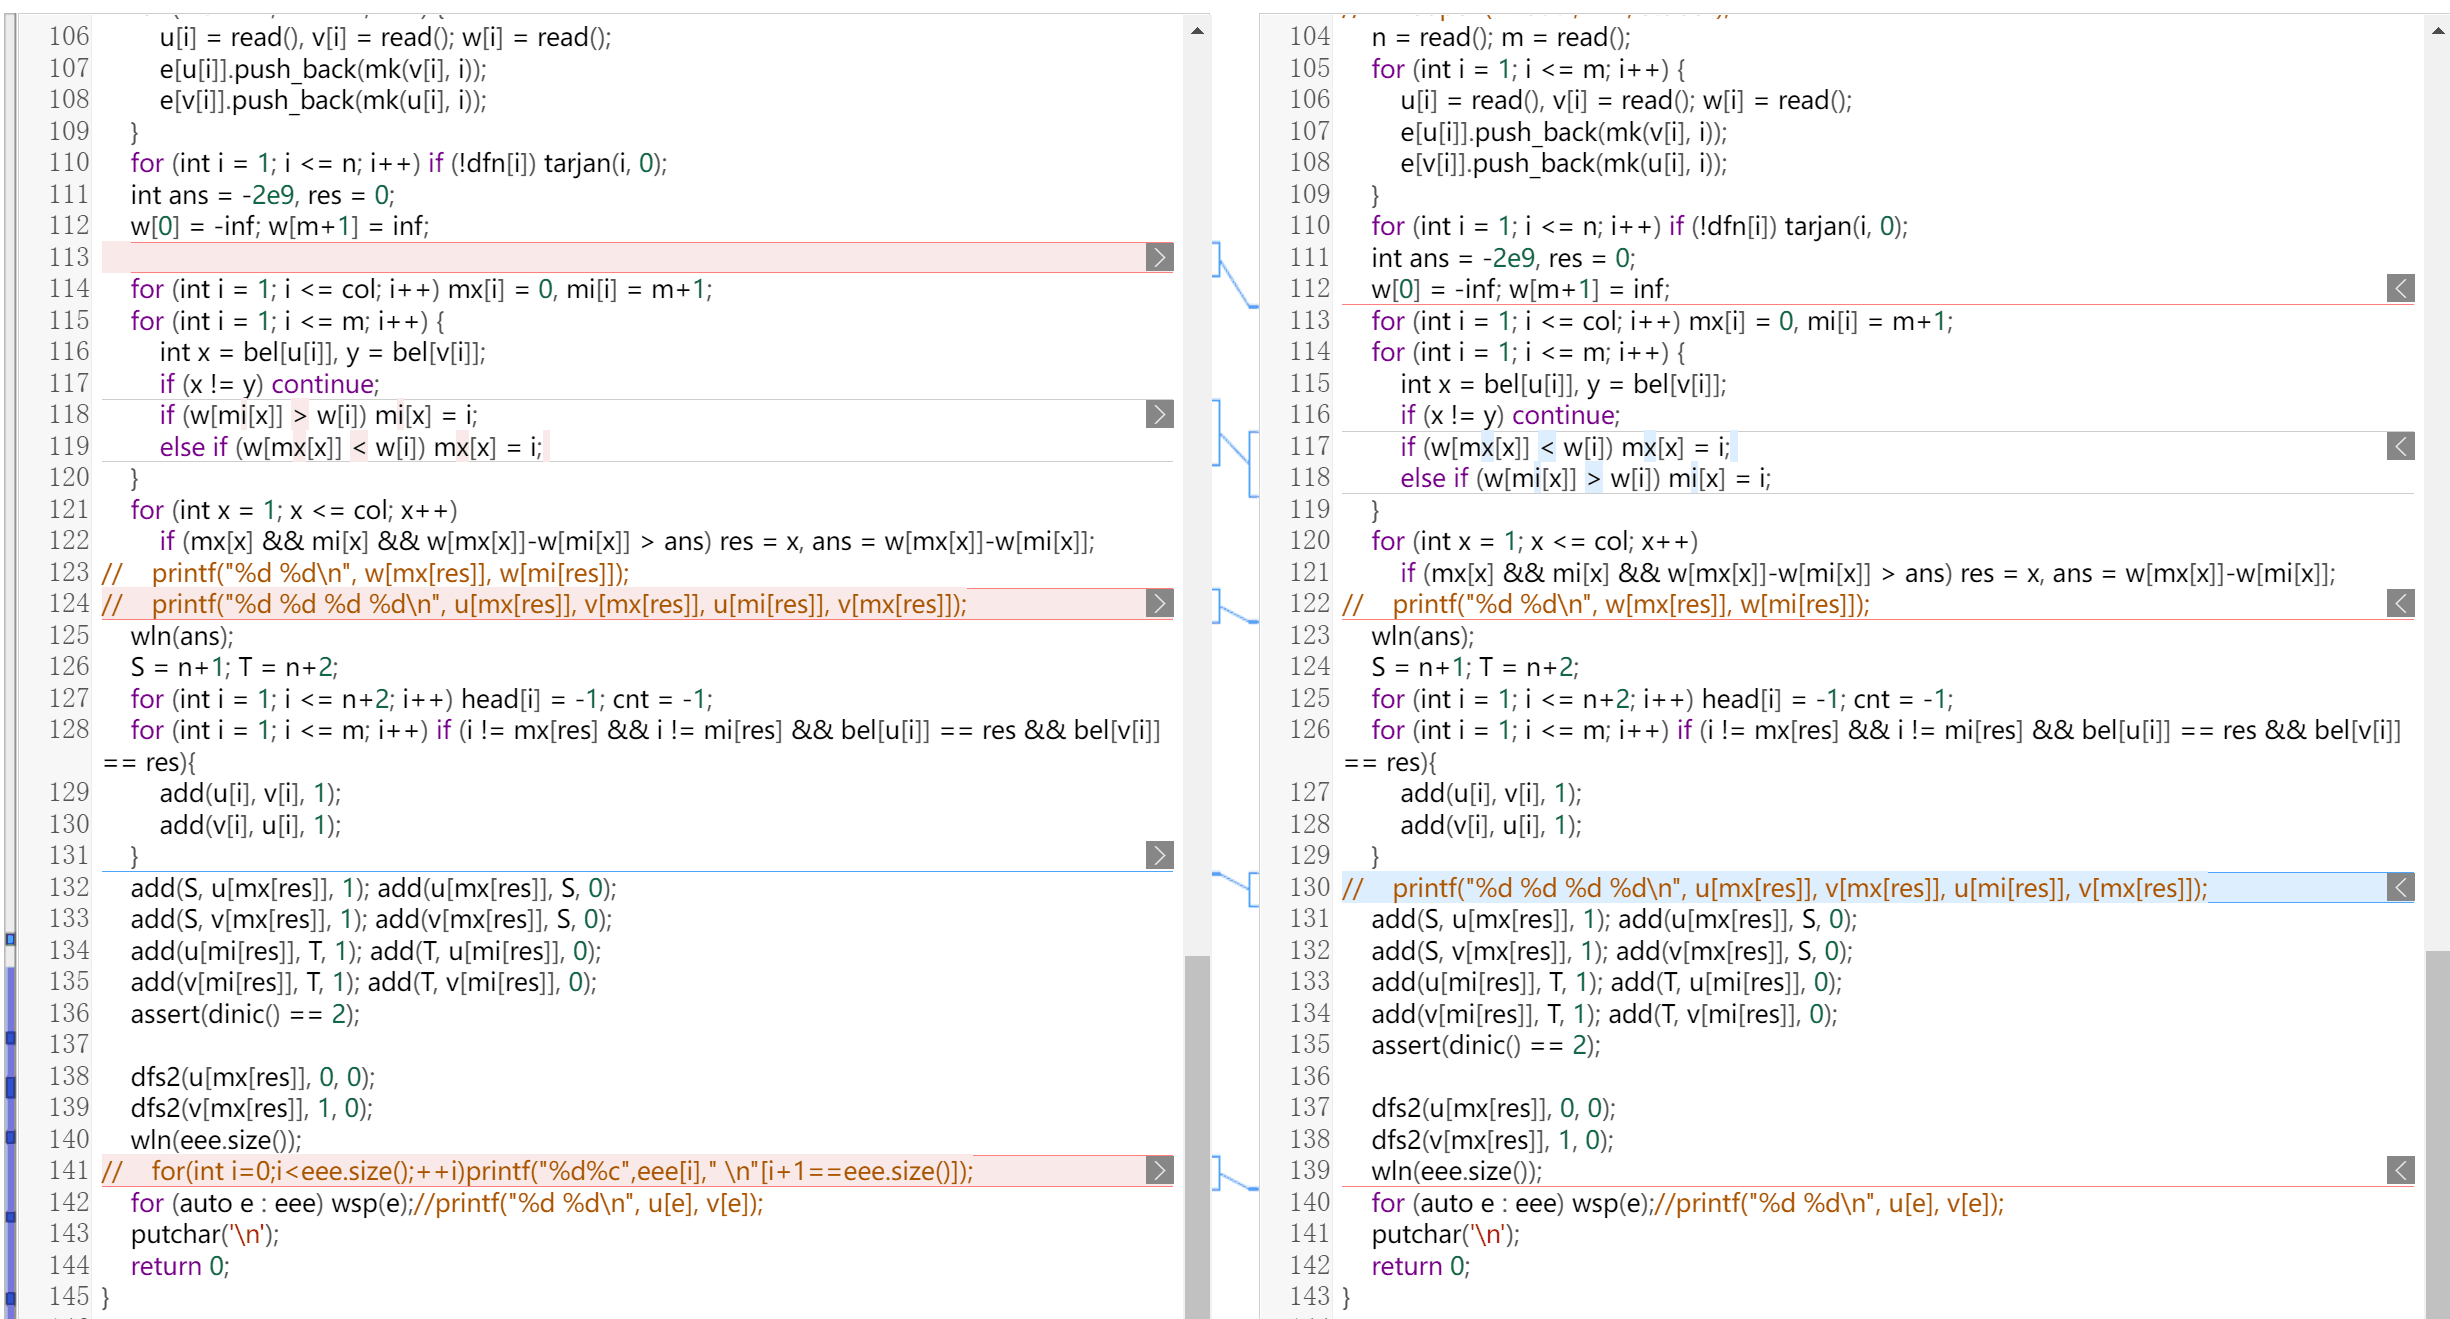 106 u[i] = read(), v[i] = read(); w[i] = read();
107 e[u[i]].push_back(mk(v[i], i));
108 e[v[i]].push_back(mk(u[i], i));
109 }
110 for (int i = 1; i <= n; i++) if (!dfn[i]) tarjan(i, 0);
111 int ans = -2e9, res = 0;
112 w[0] = -inf; w[m+1] = inf;
113
114 for (int i = 1; i <= col; i++) mx[i] = 0, mi[i] = m+1;
115 for (int i = 1; i <= m; i++) {
116 int x = bel[u[i]], y = bel[v[i]];
117 if (x != y) continue;
118 if (w[mi[x]] > w[i]) mi[x] = i;
119 else if (w[mx[x]] < w[i]) mx[x] = i;
120 }
121 for (int x = 1; x <= col; x++)
122 if (mx[x] && mi[x] && w[mx[x]]-w[mi[x]] > ans) res = x, ans = w[mx[x]]-w[mi[x]];
123 // printf("%d %d\n", w[mx[res]], w[mi[res]]);
124 // printf("%d %d %d %d\n", u[mx[res]], v[mx[res]], u[mi[res]], v[mx[res]]);
125 wln(ans);
126 S = n+1; T = n+2;
127 for (int i = 1; i <= n+2; i++) head[i] = -1; cnt = -1;
128 for (int i = 1; i <= m; i++) if (i != mx[res] && i != mi[res] && bel[u[i]] == res && bel[v[i]]
== res){
129 add(u[i], v[i], 1);
130 add(v[i], u[i], 1);
131 }
132 add(S, u[mx[res]], 1); add(u[mx[res]], S, 0);
133 add(S, v[mx[res]], 1); add(v[mx[res]], S, 0);
134 add(u[mi[res]], T, 1); add(T, u[mi[res]], 0);
135 add(v[mi[res]], T, 1); add(T, v[mi[res]], 0);
136 assert(dinic() == 2);
137
138 dfs2(u[mx[res]], 0, 0);
139 dfs2(v[mx[res]], 1, 0);
140 wln(eee.size());
141 // for(int i=0;i<eee.size();++i)printf("%d%c",eee[i]," \n"[i+1==eee.size()]);
142 for (auto e : eee) wsp(e);//printf("%d %d\n", u[e], v[e]);
143 putchar('\n');
144 return 0;
145 }
104 n = read(); m = read();
105 for (int i = 1; i <= m; i++) {
106 u[i] = read(), v[i] = read(); w[i] = read();
107 e[u[i]].push_back(mk(v[i], i));
108 e[v[i]].push_back(mk(u[i], i));
109 }
110 for (int i = 1; i <= n; i++) if (!dfn[i]) tarjan(i, 0);
111 int ans = -2e9, res = 0;
112 w[0] = -inf; w[m+1] = inf;
113 for (int i = 1; i <= col; i++) mx[i] = 0, mi[i] = m+1;
114 for (int i = 1; i <= m; i++) {
115 int x = bel[u[i]], y = bel[v[i]];
116 if (x != y) continue;
117 if (w[mx[x]] < w[i]) mx[x] = i;
118 else if (w[mi[x]] > w[i]) mi[x] = i;
119 }
120 for (int x = 1; x <= col; x++)
121 if (mx[x] && mi[x] && w[mx[x]]-w[mi[x]] > ans) res = x, ans = w[mx[x]]-w[mi[x]];
122 // printf("%d %d\n", w[mx[res]], w[mi[res]]);
123 wln(ans);
124 S = n+1; T = n+2;
125 for (int i = 1; i <= n+2; i++) head[i] = -1; cnt = -1;
126 for (int i = 1; i <= m; i++) if (i != mx[res] && i != mi[res] && bel[u[i]] == res && bel[v[i]]
== res){
127 add(u[i], v[i], 1);
128 add(v[i], u[i], 1);
129 }
130 // printf("%d %d %d %d\n", u[mx[res]], v[mx[res]], u[mi[res]], v[mx[res]]);
131 add(S, u[mx[res]], 1); add(u[mx[res]], S, 0);
132 add(S, v[mx[res]], 1); add(v[mx[res]], S, 0);
133 add(u[mi[res]], T, 1); add(T, u[mi[res]], 0);
134 add(v[mi[res]], T, 1); add(T, v[mi[res]], 0);
135 assert(dinic() == 2);
136
137 dfs2(u[mx[res]], 0, 0);
138 dfs2(v[mx[res]], 1, 0);
139 wln(eee.size());
140 for (auto e : eee) wsp(e);//printf("%d %d\n", u[e], v[e]);
141 putchar('\n');
142 return 0;
143 }